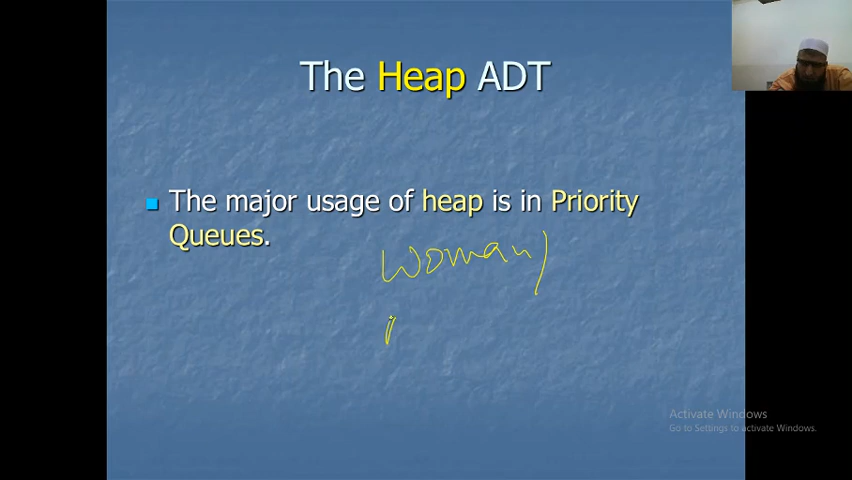 The Heap ADT
The major usage of heap is in Priority
Queues.
Woman
Activate Windows
Go to Settings to activate Windows.